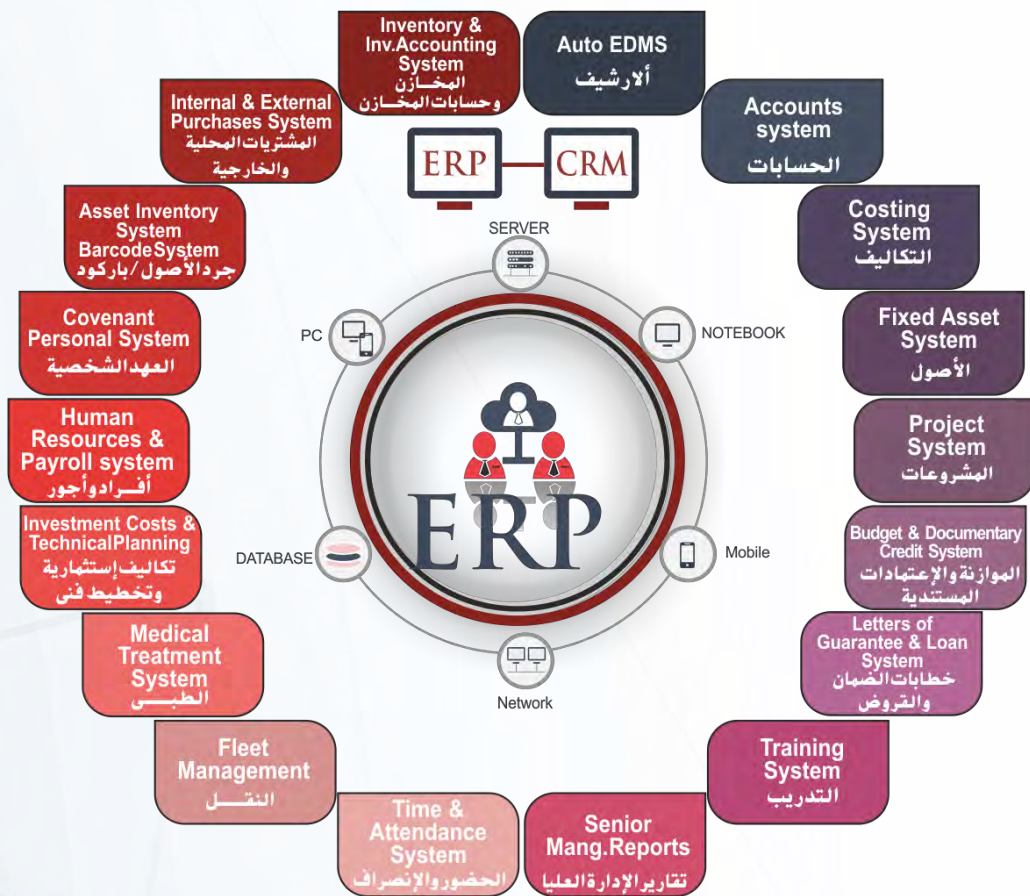 Inventory &
Inv.Accounting
System
المخازن
وحسابات المخازن
Auto EDMS
ألارشيف
Accounts
system
الحسابات
Costing
System
التكاليف
Fixed Asset
System
الأصول
Project
System
المشروعات
Budget & Documentary
Credit System
الموازنة والإعتمادات
المستندية
Letters of
Guarantee & Loan
System
خطابات الضمان
والقروض
Training
System
التدريب
Senior
Mang.Reports
تقارير الإدارة العليا
Time &
Attendance
System
الحضور والإنصراف
Fleet
Management
النقـــل
Medical
Treatment
System
الطبـــى
Investment Costs &
TechnicalPlanning
تكاليف إستثمارية
وتخطيط فنى
Human
Resources &
Payroll system
أفـراد وأجور
Covenant
Personal System
العهد الشخصية
Asset Inventory
System
BarcodeSystem
جرد الأصول / باركود
Internal & External
Purchases System
المشتريات المحلية
والخارجية
ERP
CRM
SERVER
NOTEBOOK
Mobile
Network
DATABASE
PC
ERP